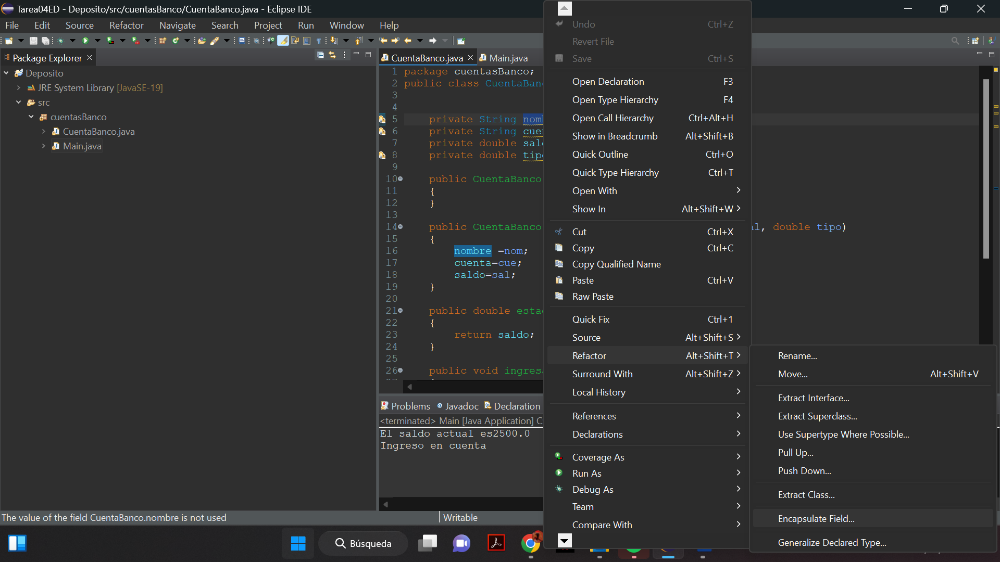 Tarea04ED - Deposito/src/cuentasBanco/CuentaBanco.java - Eclipse IDE
File Edit Source Refactor Navigate Search Project Run Window Help
Package Explorer
Deposito
JRE System Library [JavaSE-19]
src
cuentasBanco
CuentaBanco.java
Main.java
CuentaBanco.java Main.java
1 package cuentasBanco;
2 public class CuentaBan
3
4
5 private String nom
6 private String cue
7 private double sal
8 private double tip
9
10 public CuentaBanco
11 {
12 }
13
14 public CuentaBanco al, double tipo)
15 {
16 nombre =nom;
17 cuenta=cue;
18 saldo=sal;
19 }
20
21 public double esta
22 {
23 return saldo;
24 }
25
26 public void ingres
Problems Javadoc Declaration
<terminated> Main [Java Application] C:
El saldo actual es2500.0
Ingreso en cuenta
The value of the field CuentaBanco.nombre is not used
Writable
Undo Ctrl+Z
Revert File
Save Ctrl+S
Open Declaration F3
Open Type Hierarchy F4
Open Call Hierarchy Ctrl+Alt+H
Show in Breadcrumb Alt+Shift+B
Quick Outline Ctrl+O
Quick Type Hierarchy Ctrl+T
Open With
Show In Alt+Shift+W
Cut Ctrl+X
Copy Ctrl+C
Copy Qualified Name
Paste Ctrl+V
Raw Paste
Quick Fix Ctrl+1
Source Alt+Shift+S
Refactor Alt+Shift+T
Surround With Alt+Shift+Z
Local History
References
Declarations
Coverage As
Run As
Debug As
Team
Compare With
Rename...
Move... Alt+Shift+V
Extract Interface...
Extract Superclass...
Use Supertype Where Possible...
Pull Up...
Push Down...
Extract Class...
Encapsulate Field...
Generalize Declared Type...
Búsqueda